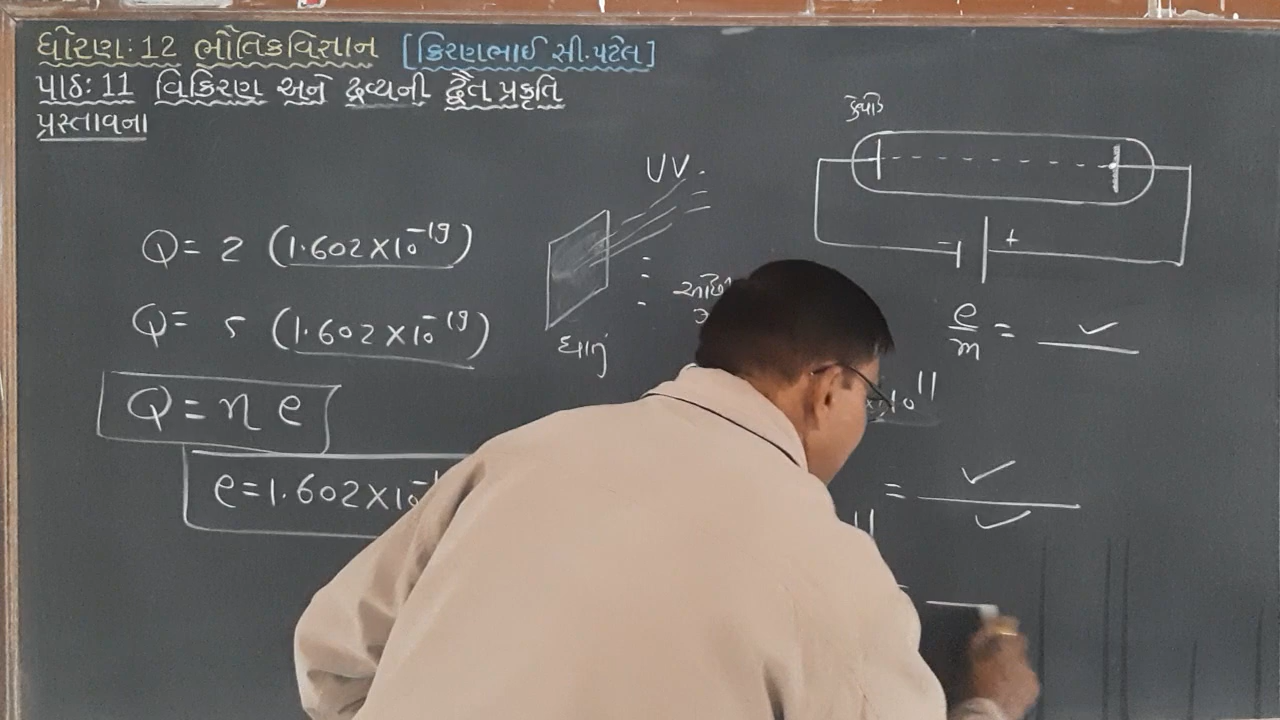 ધોરણ: 12 ભૌતિકવિજ્ઞાન [કિરણભાઈ સી.પટેલ]
પાઠ: 11 વિકિરણ અને દ્રવ્યની દ્વૈત પ્રકૃતિ
પ્રસ્તાવના
UV.
Q = 2 (1.602×10⁻¹⁹)
Q = 5 (1.602×10⁻¹⁹)
ધાતુ
Q = n e
e = 1.602×10⁻
- +
e/m = ✓
×10¹¹
= ✓/✓